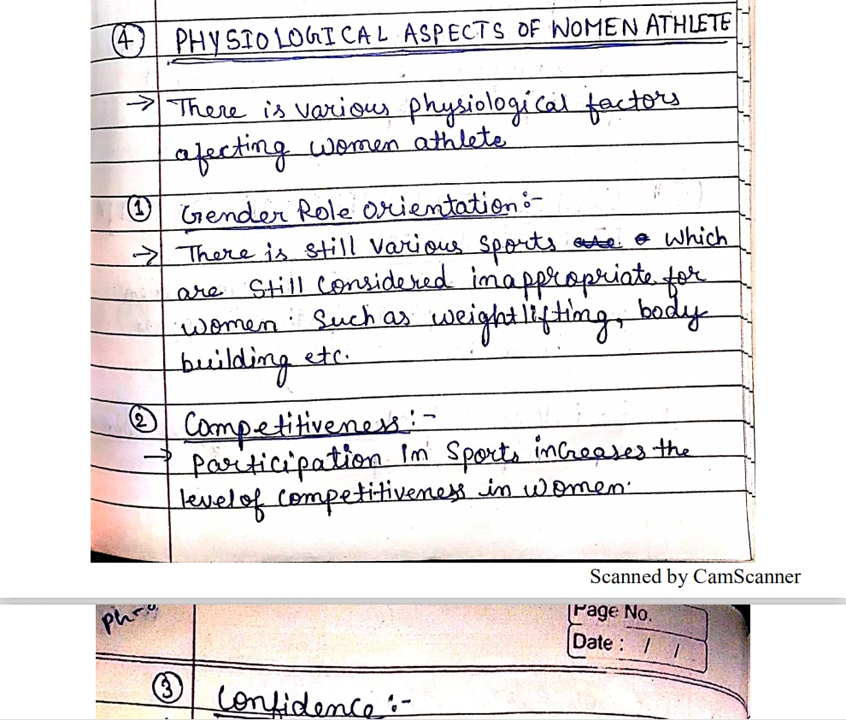 ④ PHYSIOLOGICAL ASPECTS OF WOMEN ATHLETE
→ There is various physiological factors
afecting women athlete
① Gender Role orientation:-
→ There is still various sports are which
are still considered inappropriate for
women. Such as weightlifting, body
building etc.
② Competitiveness:-
→ Participation in Sports increases the
level of competitiveness in women.
Scanned by CamScanner
Page No.
Date : / /
③ Confidence :-